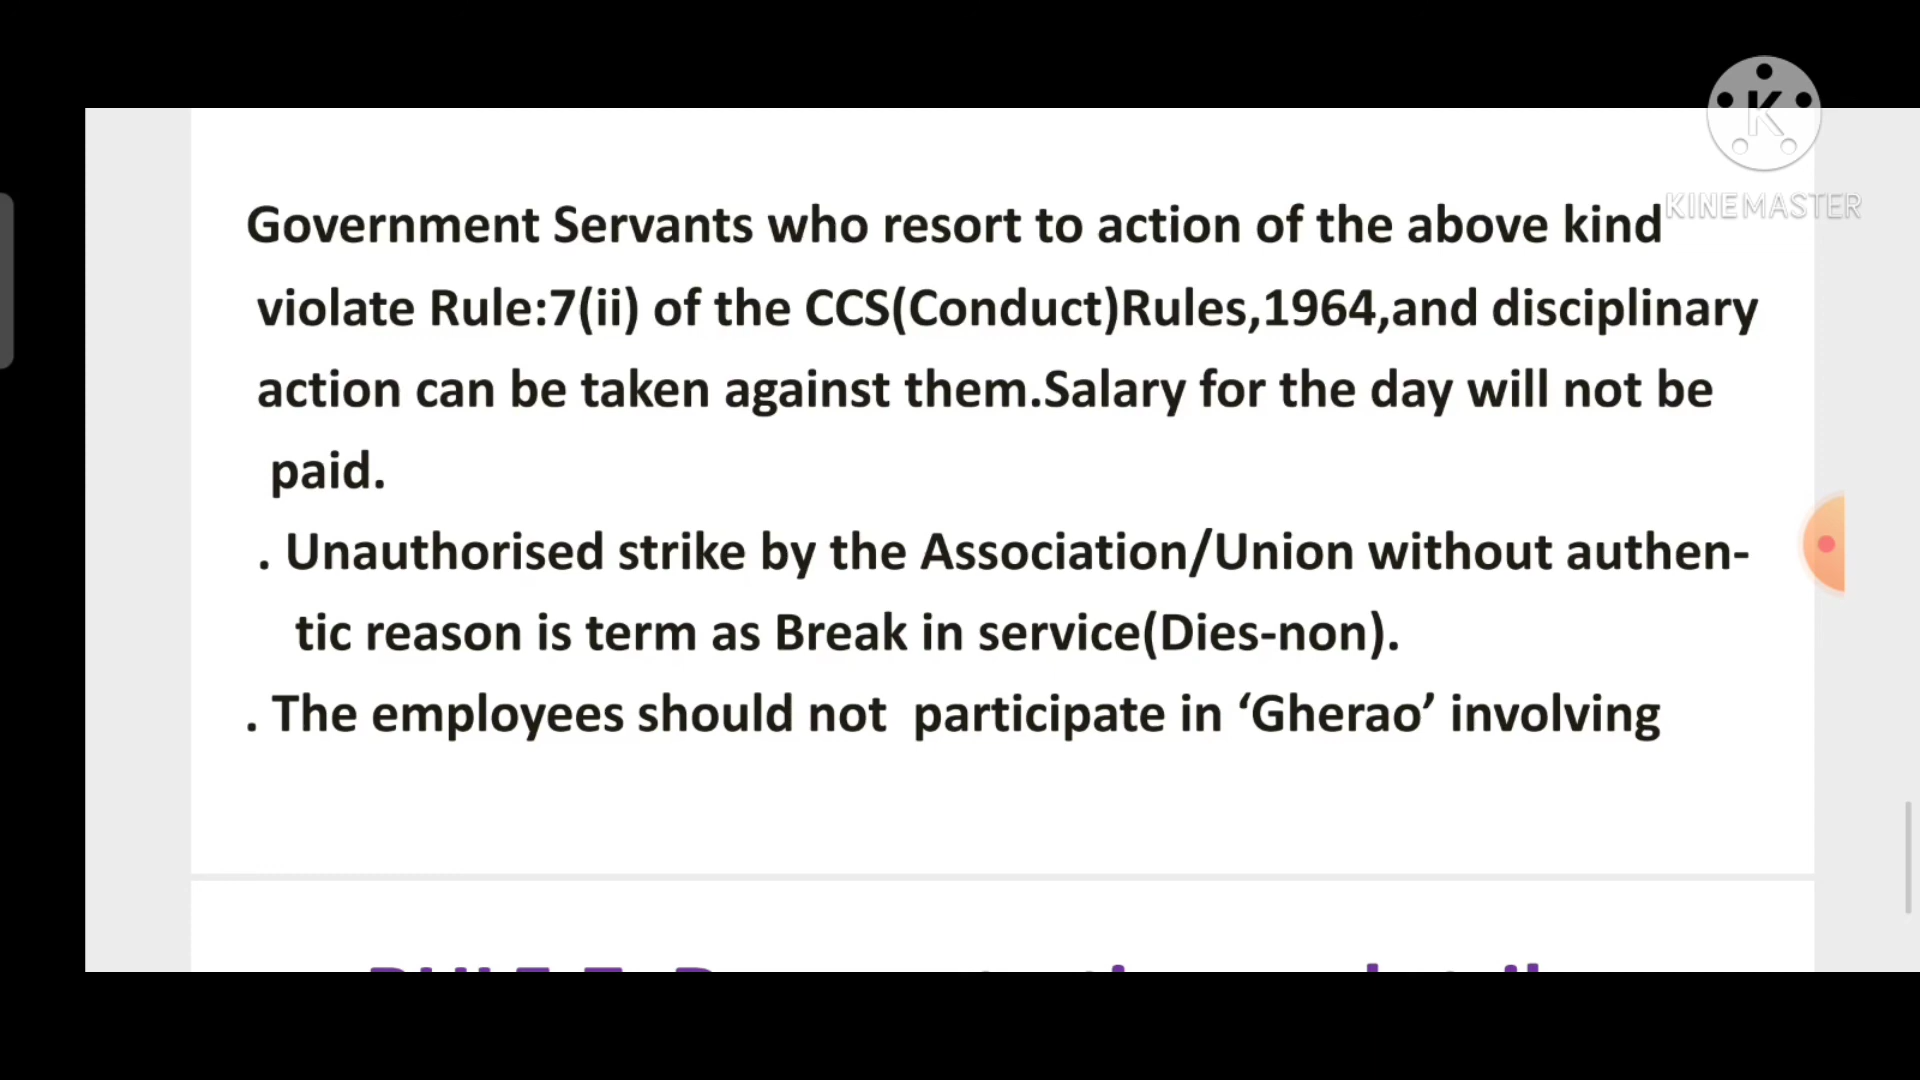 K
KINEMASTER
Government Servants who resort to action of the above kind
violate Rule:7(ii) of the CCS(Conduct)Rules,1964,and disciplinary
action can be taken against them.Salary for the day will not be
paid.
. Unauthorised strike by the Association/Union without authen-
tic reason is term as Break in service(Dies-non).
. The employees should not  participate in ‘Gherao’ involving